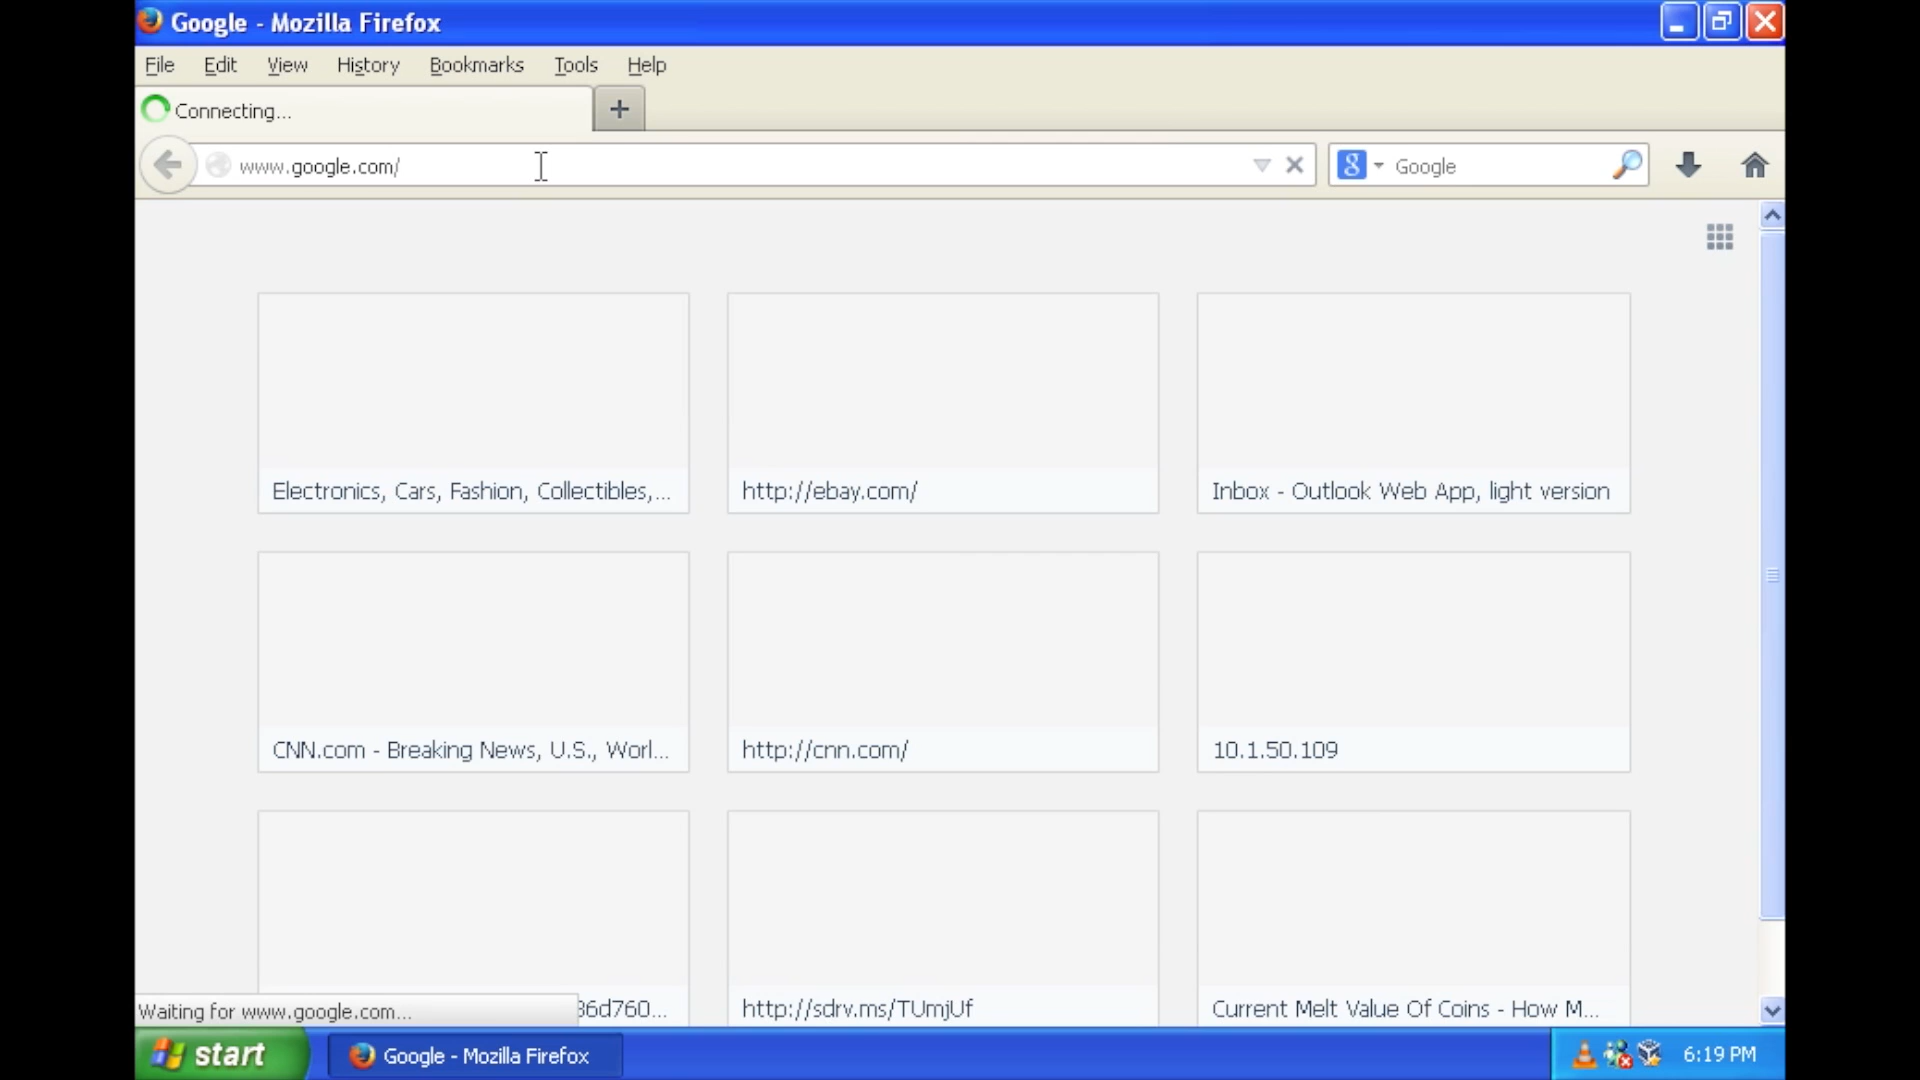 Google - Mozilla Firefox
File Edit View History Bookmarks Tools Help
Connecting...
www.google.com/
Google
Electronics, Cars, Fashion, Collectibles,...
http://ebay.com/
Inbox - Outlook Web App, light version
CNN.com - Breaking News, U.S., Worl...
http://cnn.com/
10.1.50.109
86d760...
http://sdrv.ms/TUmjUf
Current Melt Value Of Coins - How M...
Waiting for www.google.com...
start
Google - Mozilla Firefox
6:19 PM